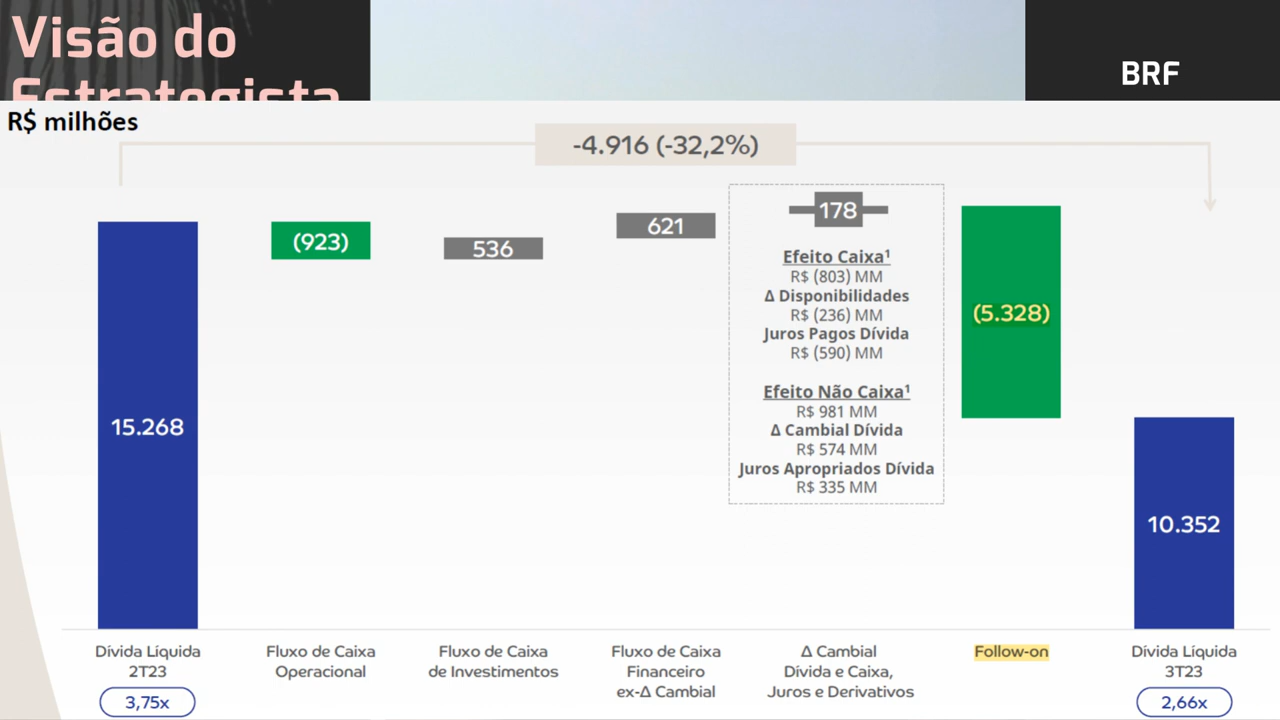 Visão do
Estrategista
BRF
R$ milhões
-4.916 (-32,2%)
15.268
(923)
536
621
178
Efeito Caixa¹
R$ (803) MM
Δ Disponibilidades
R$ (236) MM
Juros Pagos Dívida
R$ (590) MM
Efeito Não Caixa¹
R$ 981 MM
Δ Cambial Dívida
R$ 574 MM
Juros Apropriados Dívida
R$ 335 MM
(5.328)
10.352
Dívida Líquida
2T23
3,75x
Fluxo de Caixa
Operacional
Fluxo de Caixa
de Investimentos
Fluxo de Caixa
Financeiro
ex-Δ Cambial
Δ Cambial
Dívida e Caixa,
Juros e Derivativos
Follow-on
Dívida Líquida
3T23
2,66x